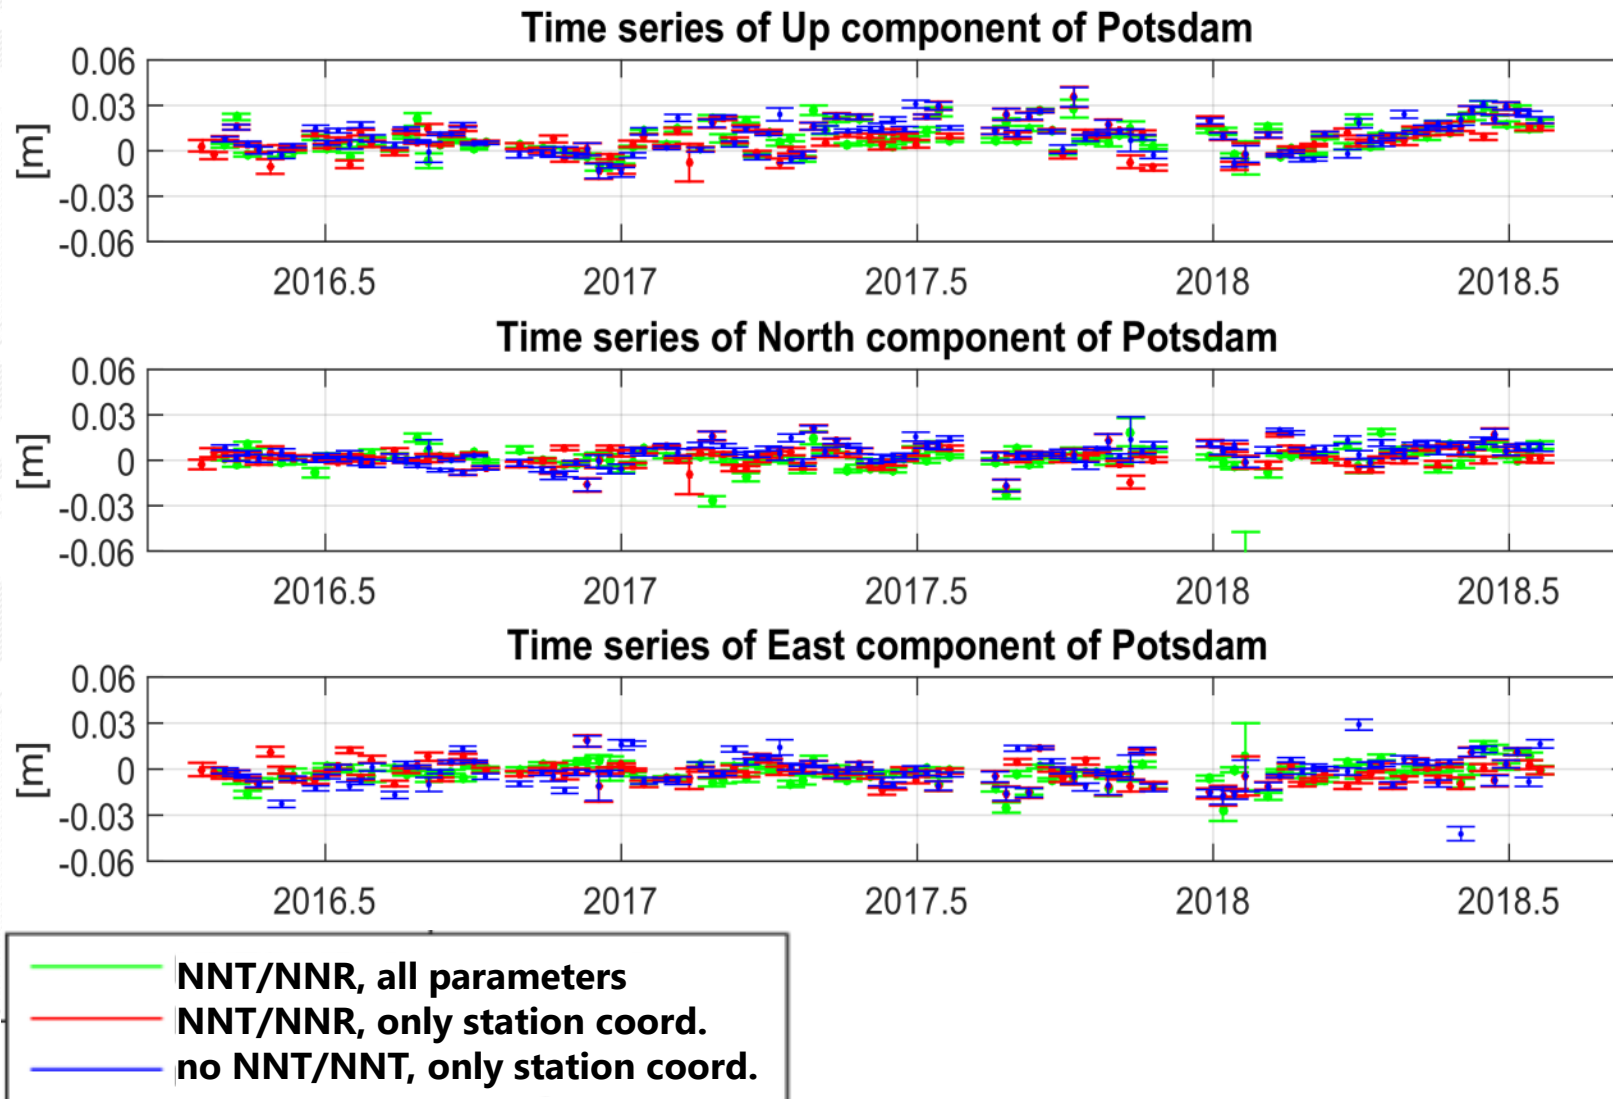 Time series of Up component of Potsdam
0.06
0.03
0
-0.03
-0.06
[m]
2016.5 2017 2017.5 2018 2018.5
Time series of North component of Potsdam
0.06
0.03
0
-0.03
-0.06
[m]
2016.5 2017 2017.5 2018 2018.5
Time series of East component of Potsdam
0.06
0.03
0
-0.03
-0.06
[m]
2016.5 2017 2017.5 2018 2018.5
NNT/NNR, all parameters
NNT/NNR, only station coord.
no NNT/NNT, only station coord.